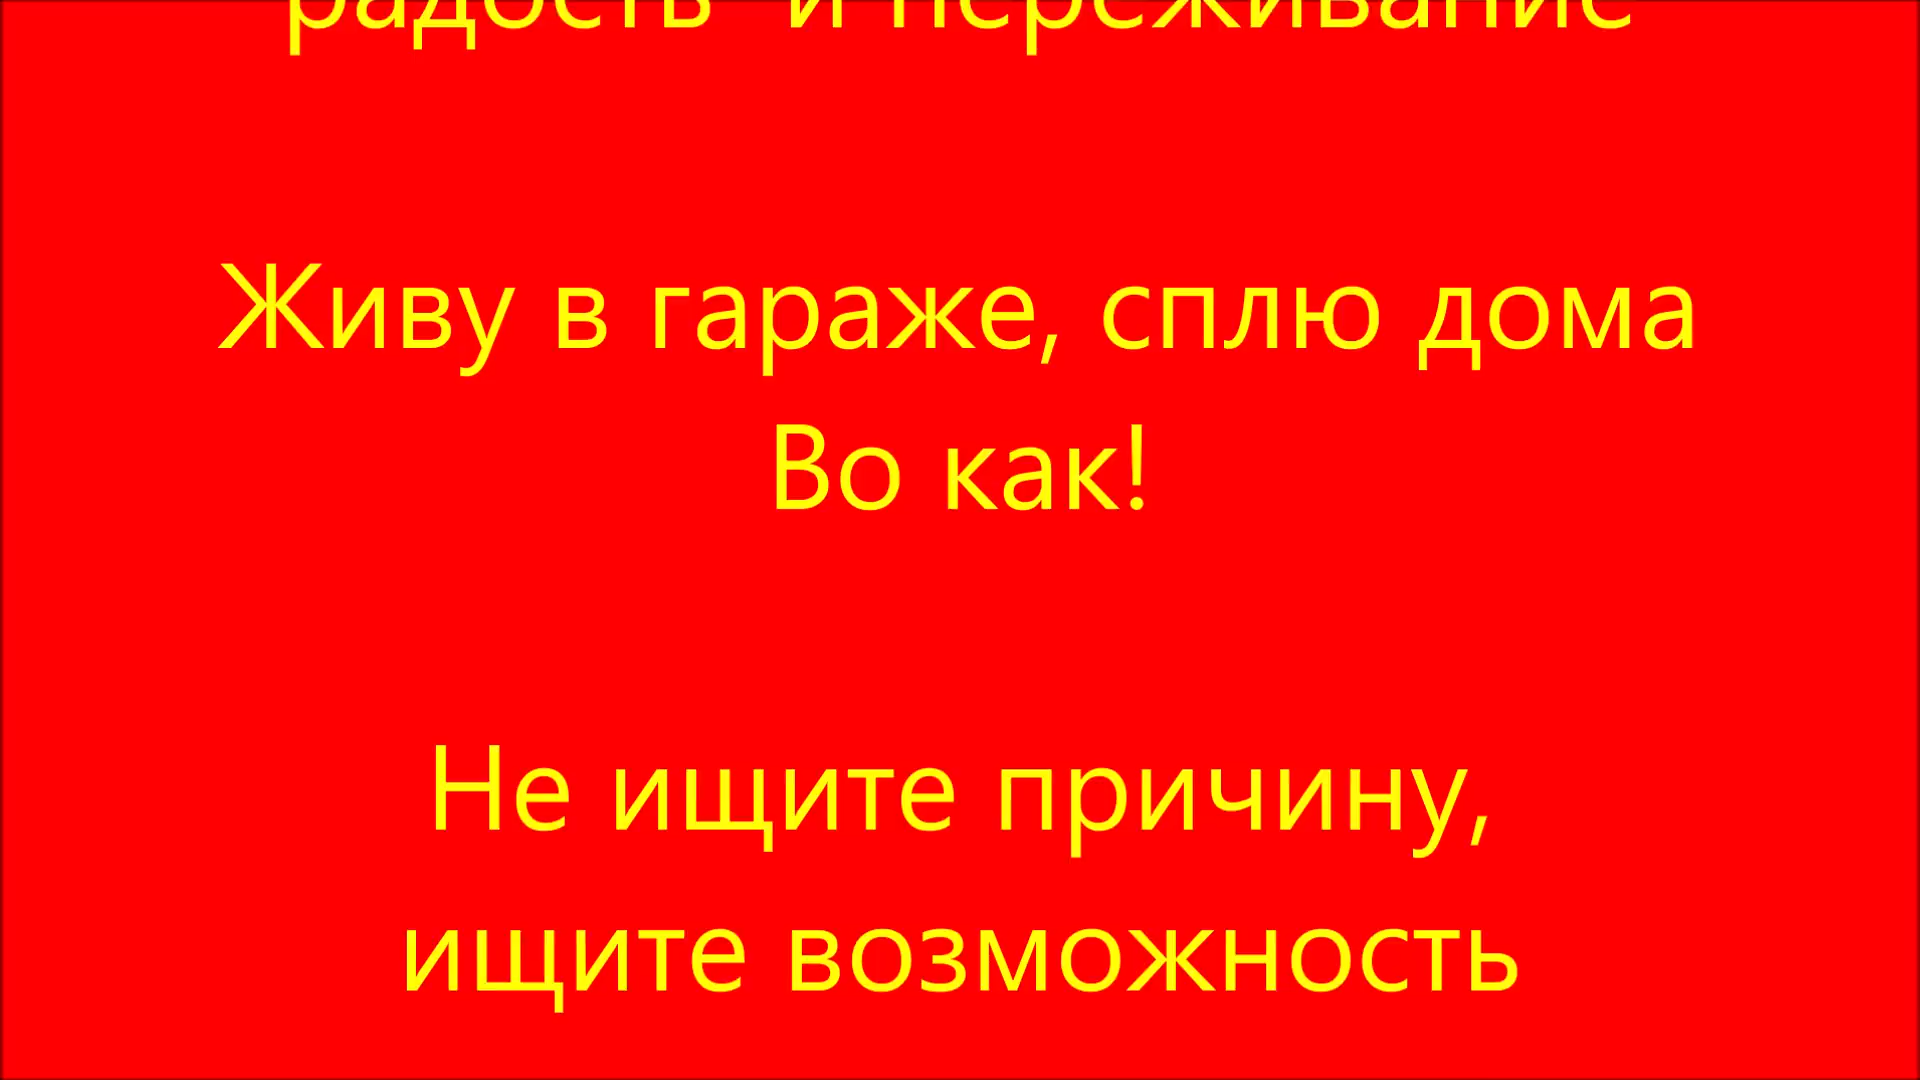 радость и переживание
Живу в гараже, сплю дома
Во как!
Не ищите причину,
ищите возможность